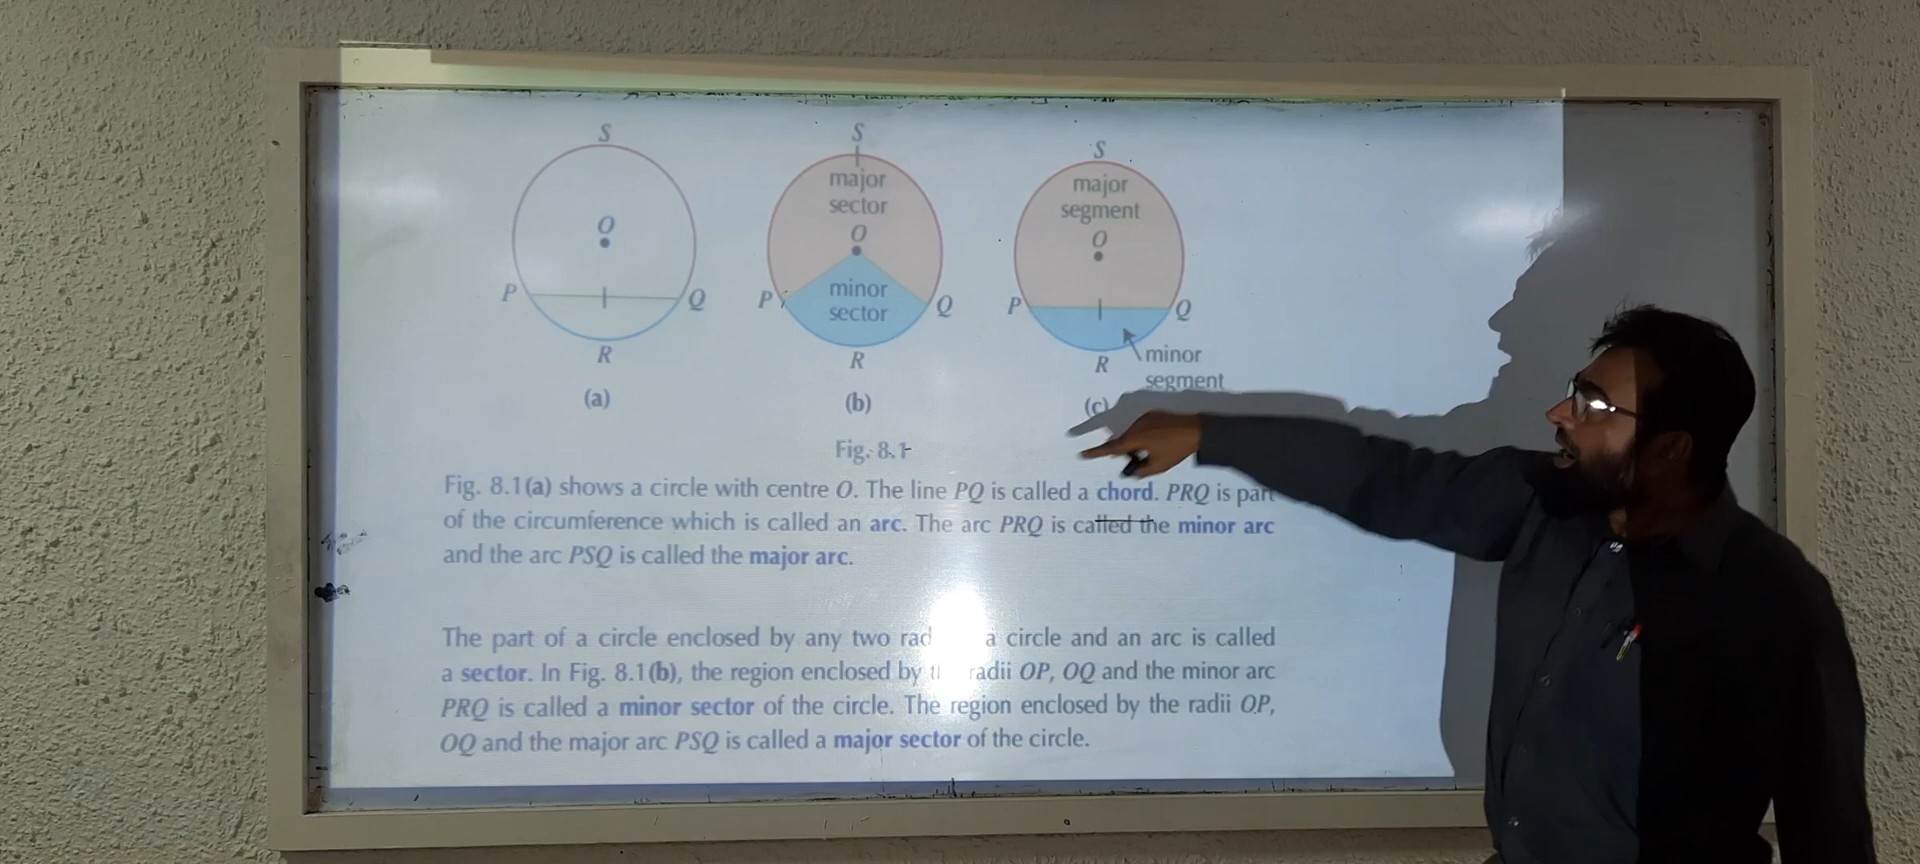 S
O
P
Q
R
(a)
S
major
sector
O
minor
sector
P
Q
R
(b)
S
major
segment
O
P
Q
R
minor
segment
(c)
Fig. 8.1
Fig. 8.1(a) shows a circle with centre O. The line PQ is called a chord. PRQ is part
of the circumference which is called an arc. The arc PRQ is called the minor arc
and the arc PSQ is called the major arc.
The part of a circle enclosed by any two a circle and an arc is called
a sector. In Fig. 8.1(b), the region enclosed by radii OP, OQ and the minor arc
PRQ is called a minor sector of the circle. The region enclosed by the radii OP,
OQ and the major arc PSQ is called a major sector of the circle.